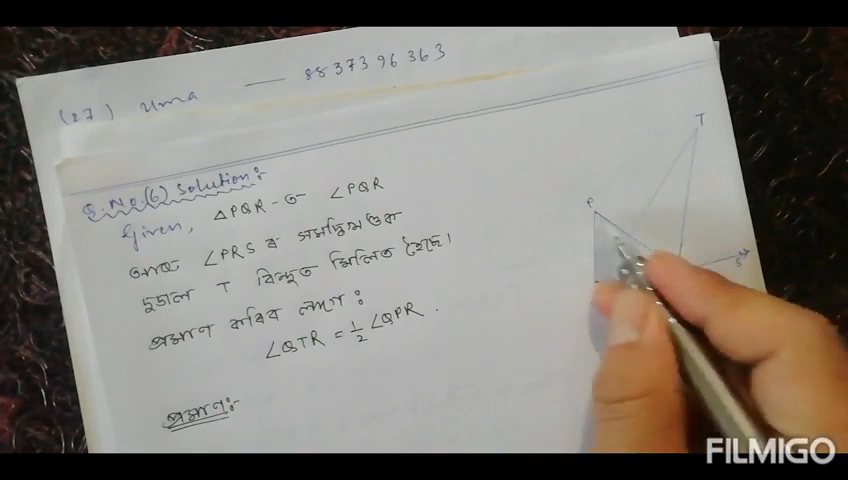 (27) Uma — 8837396363
Q.No.(6) Solution:
Given, △PQR-ত ∠PQR
আৰু ∠PRS ৰ সমদ্বিখণ্ডক
দুডাল T বিন্দুত মিলিত হৈছে।
প্ৰমাণ কৰিব লাগে:
∠QTR = 1/2 ∠QPR.
প্ৰমাণ:-
T
P
S
FILMIGO